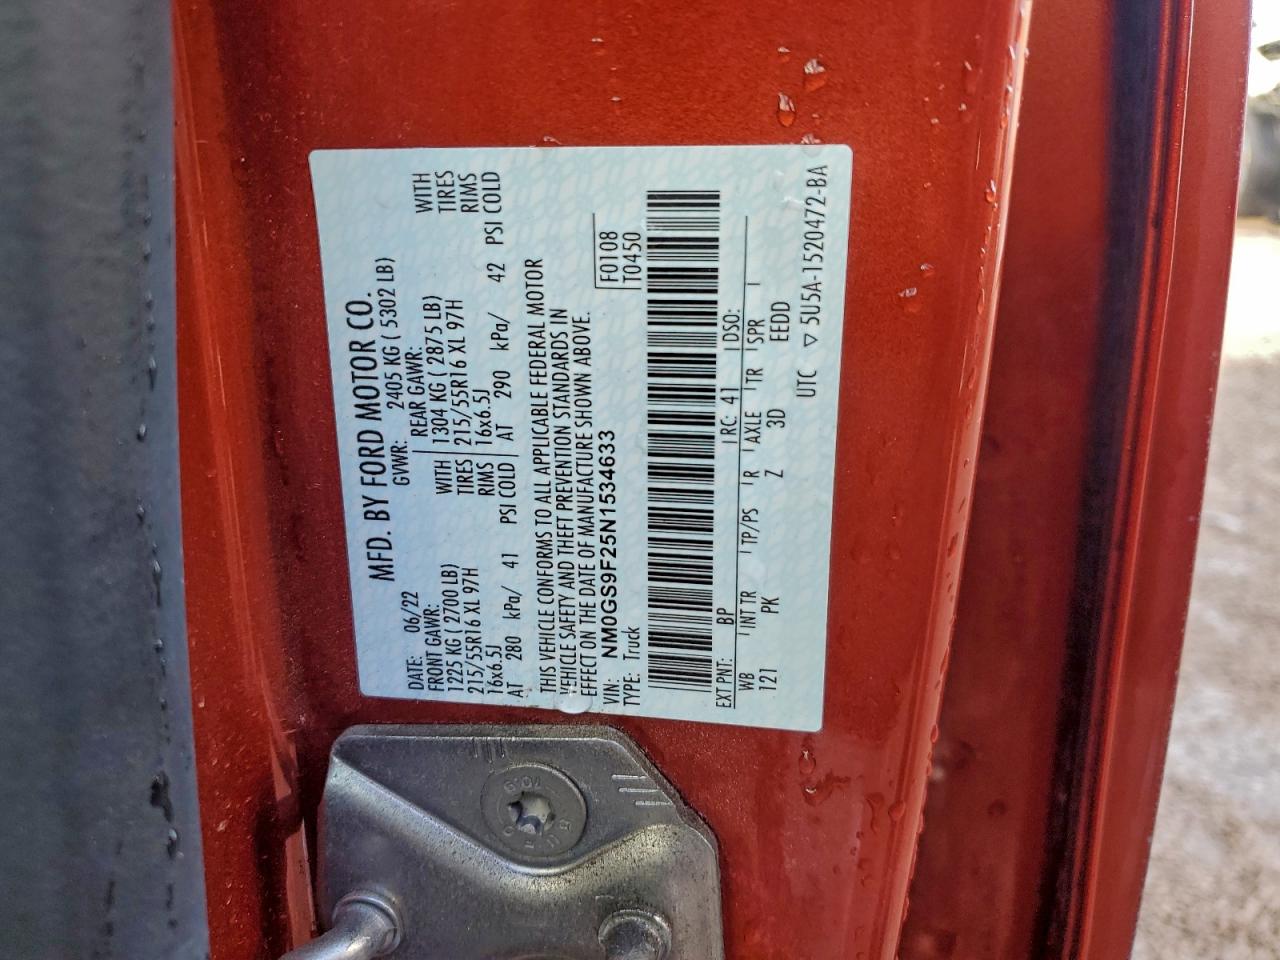 MFD. BY FORD MOTOR CO.
DATE: 06/22 GVWR: 2405 KG ( 5302 LB)
FRONT GAWR: REAR GAWR:
1225 KG ( 2700 LB) WITH 1304 KG ( 2875 LB) WITH
215/55R16 XL 97H TIRES 215/55R16 XL 97H TIRES
16x6.5J RIMS 16x6.5J RIMS
AT 280 kPa/ 41 PSI COLD AT 290 kPa/ 42 PSI COLD
THIS VEHICLE CONFORMS TO ALL APPLICABLE FEDERAL MOTOR
VEHICLE SAFETY AND THEFT PREVENTION STANDARDS IN
EFFECT ON THE DATE OF MANUFACTURE SHOWN ABOVE.
VIN: NM0GS9F25N1534633 F0108
TYPE: Truck T0450
EXT PNT: BP RC: 41 DSO:
WB INT TR TP/PS R AXLE TR SPR
121 PK Z 3D EEDD
UTC ▽ 5U5A-1520472-BA